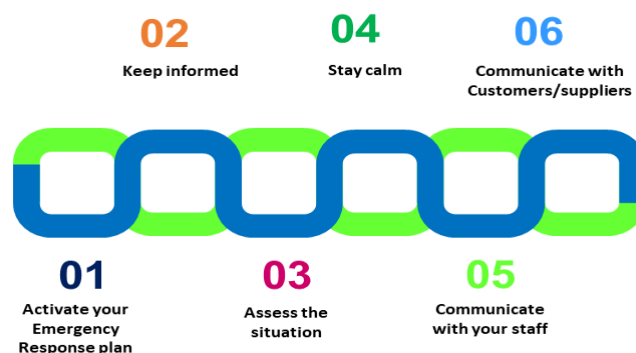 02
Keep informed
04
Stay calm
06
Communicate with
Customers/suppliers
01
Activate your
Emergency
Response plan
03
Assess the
situation
05
Communicate
with your staff